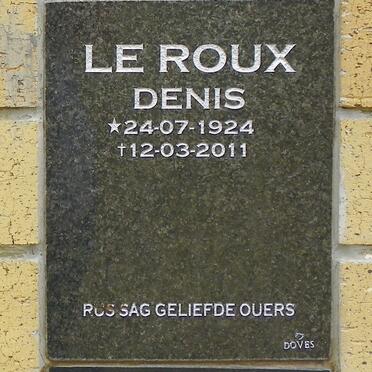 LE ROUX
DENIS
★24-07-1924
†12-03-2011
RUS SAG GELIEFDE OUERS
DOVES